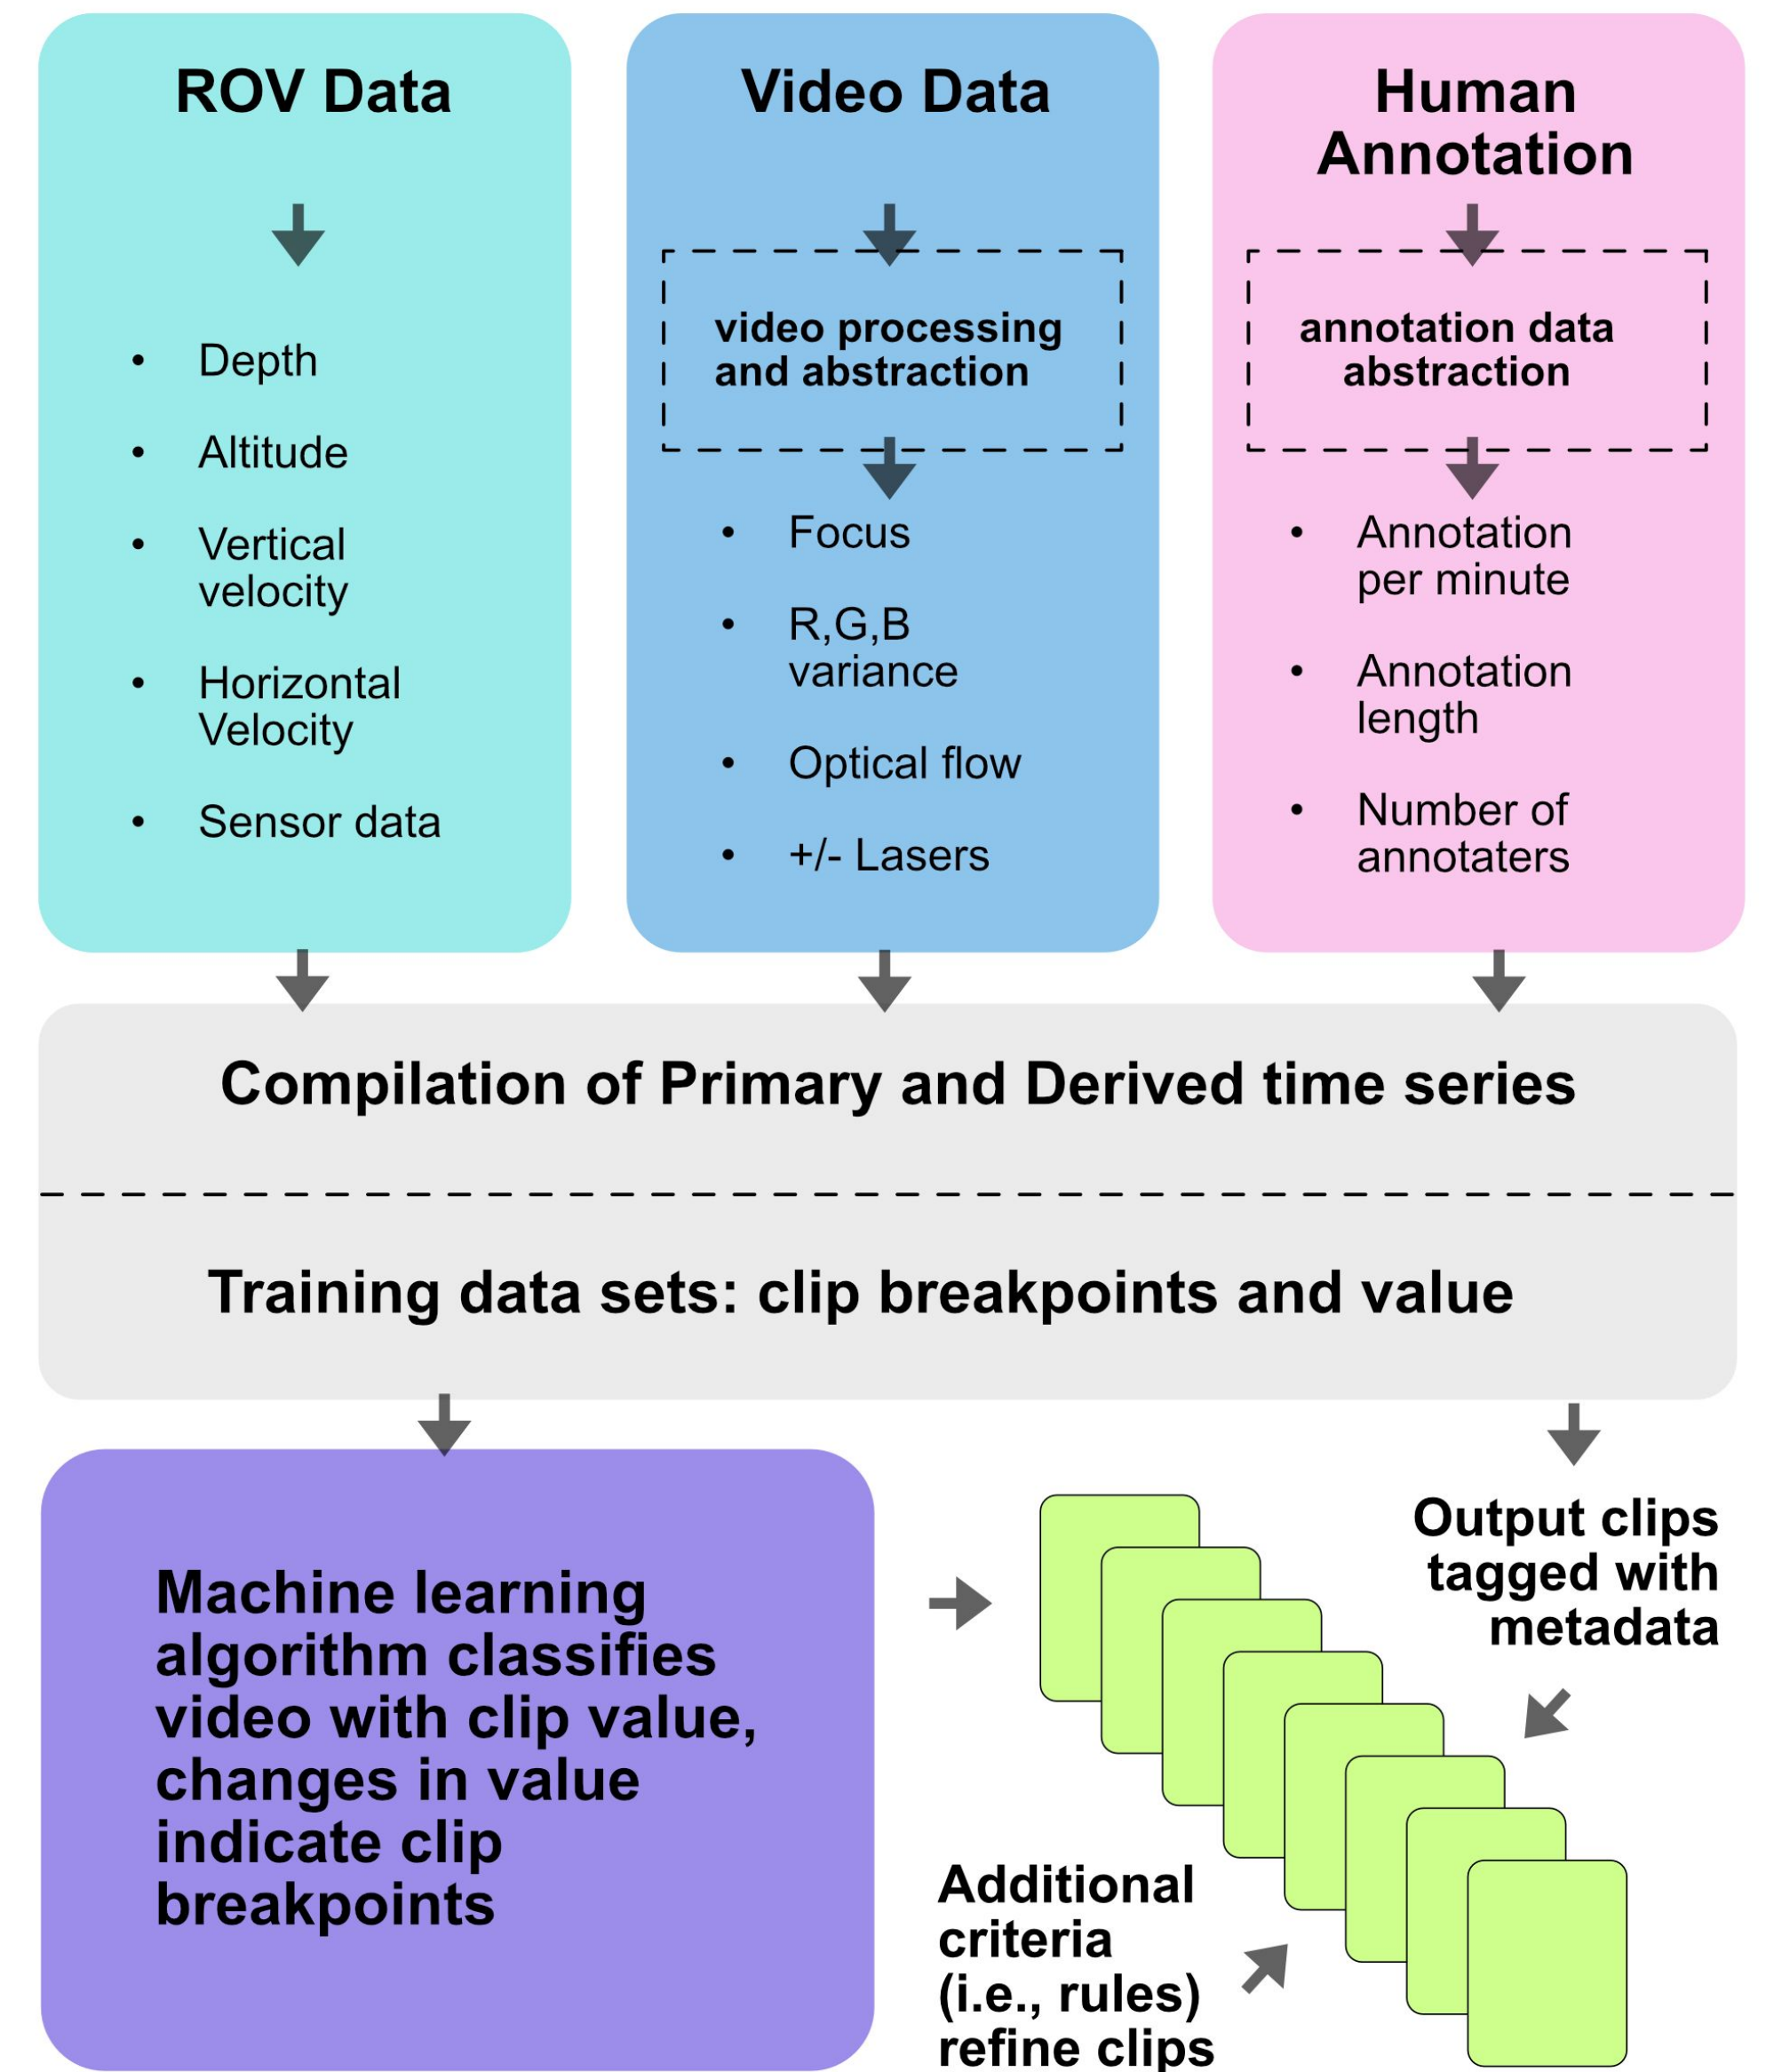 ROV Data
• Depth
• Altitude
• Vertical
velocity
• Horizontal
Velocity
• Sensor data
Video Data
video processing
and abstraction
• Focus
• R,G,B
variance
• Optical flow
• +/- Lasers
Human
Annotation
annotation data
abstraction
• Annotation
per minute
• Annotation
length
• Number of
annotaters
Compilation of Primary and Derived time series
Training data sets: clip breakpoints and value
Machine learning
algorithm classifies
video with clip value,
changes in value
indicate clip
breakpoints
Output clips
tagged with
metadata
Additional
criteria
(i.e., rules)
refine clips